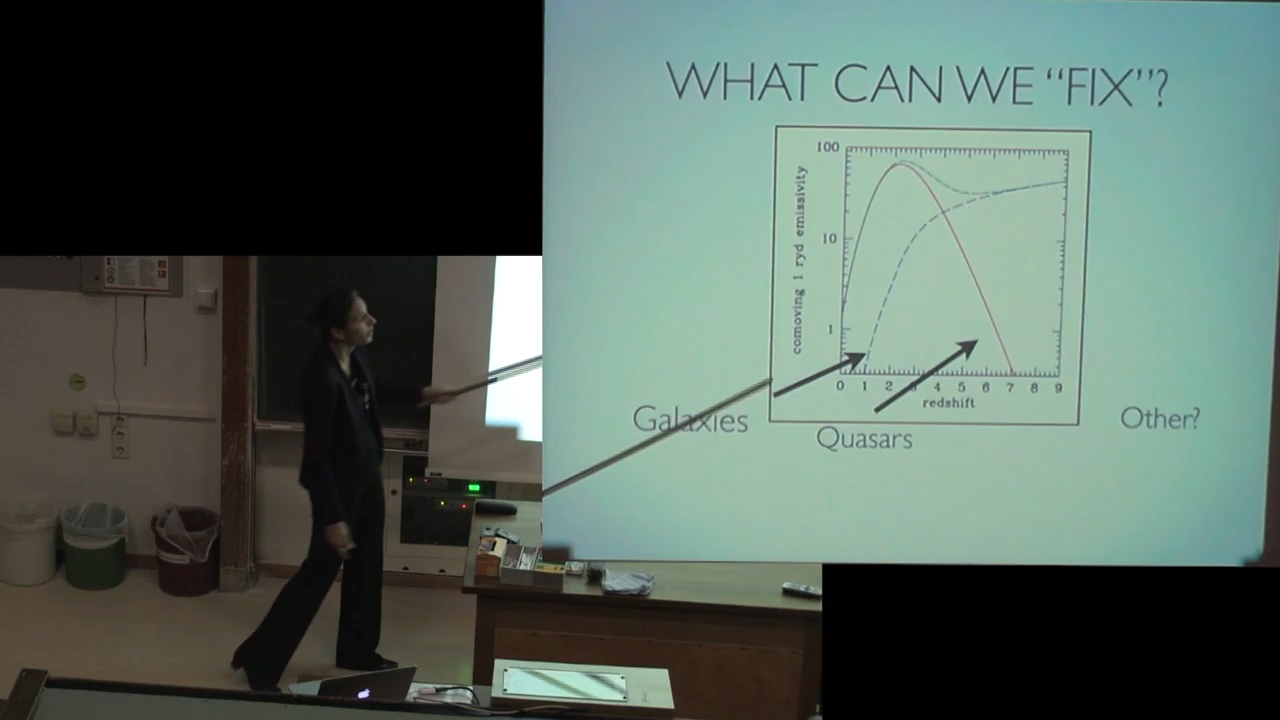 WHAT CAN WE “FIX”?
100
10
1
comoving 1 ryd emissivity
0 1 2 3 4 5 6 7 8 9
redshift
Galaxies
Quasars
Other?